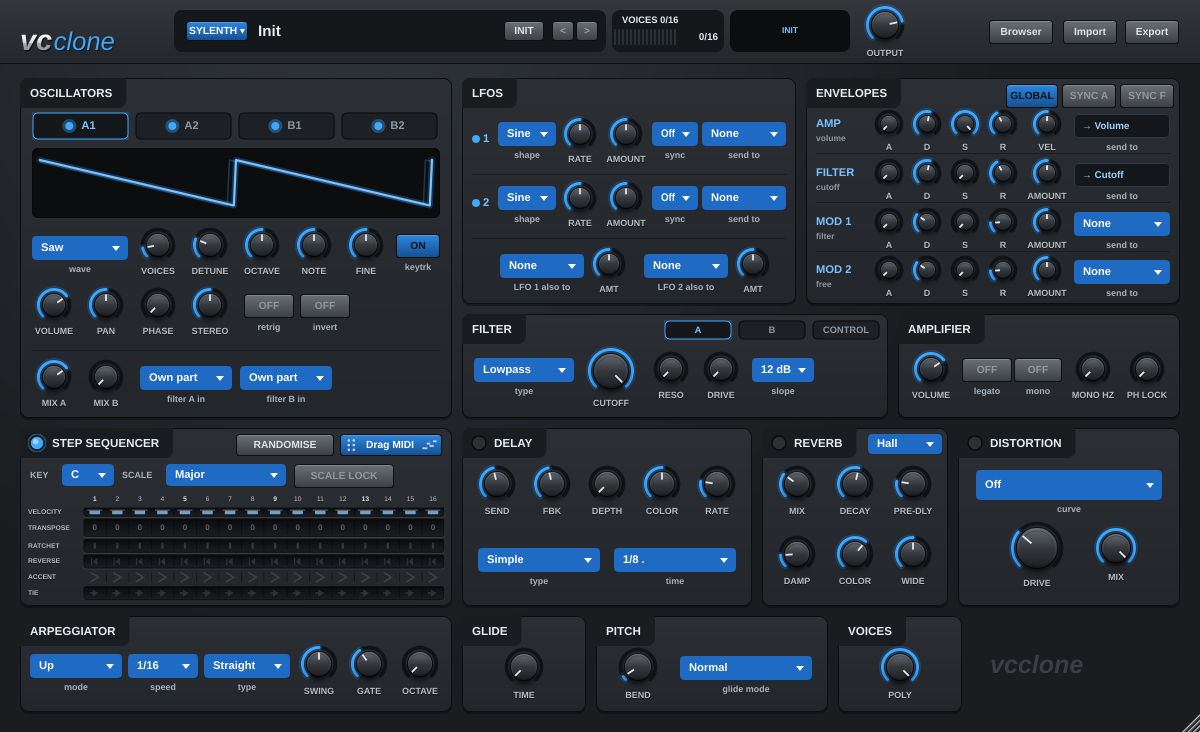 vcclone
SYLENTH ▾ Init INIT < >
VOICES 0/16
0/16
INIT
OUTPUT
Browser Import Export
OSCILLATORS
A1 A2 B1 B2
Saw ON
wave VOICES DETUNE OCTAVE NOTE FINE keytrk
OFF OFF
VOLUME PAN PHASE STEREO retrig invert
Own part Own part
MIX A MIX B filter A in filter B in
LFOS
1 Sine Off None
shape RATE AMOUNT sync send to
2 Sine Off None
shape RATE AMOUNT sync send to
None None
LFO 1 also to AMT LFO 2 also to AMT
ENVELOPES GLOBAL SYNC A SYNC F
AMP → Volume
volume A D S R VEL send to
FILTER → Cutoff
cutoff A D S R AMOUNT send to
MOD 1 None
filter A D S R AMOUNT send to
MOD 2 None
free A D S R AMOUNT send to
FILTER A B CONTROL
Lowpass 12 dB
type CUTOFF RESO DRIVE slope
AMPLIFIER
OFF OFF
VOLUME legato mono MONO HZ PH LOCK
STEP SEQUENCER RANDOMISE Drag MIDI
KEY C SCALE Major SCALE LOCK
1 2 3 4 5 6 7 8 9 10 11 12 13 14 15 16
VELOCITY
TRANSPOSE 0 0 0 0 0 0 0 0 0 0 0 0 0 0 0 0
RATCHET
REVERSE
ACCENT
TIE
DELAY
SEND FBK DEPTH COLOR RATE
Simple 1/8 .
type time
REVERB Hall
MIX DECAY PRE-DLY
DAMP COLOR WIDE
DISTORTION
Off
curve
DRIVE MIX
ARPEGGIATOR
Up 1/16 Straight
mode speed type SWING GATE OCTAVE
GLIDE
TIME
PITCH
Normal
BEND glide mode
VOICES
POLY
vcclone